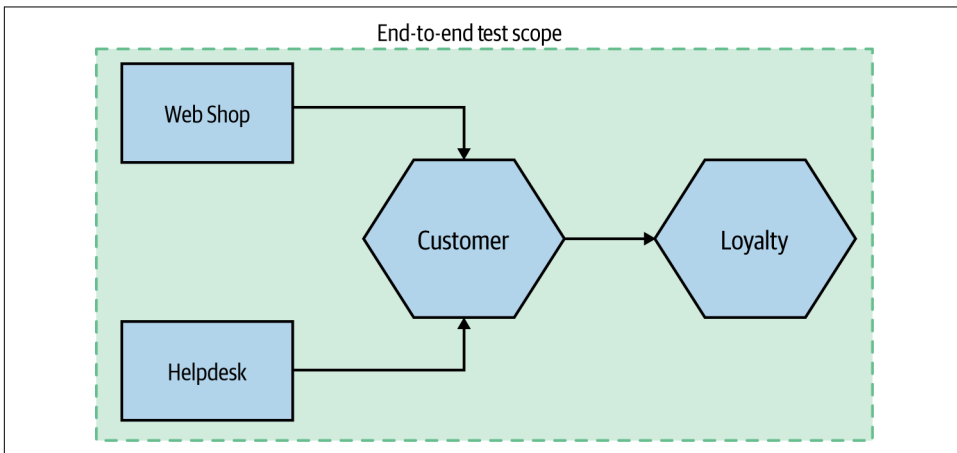 End-to-end test scope
Web Shop
Customer
Loyalty
Helpdesk